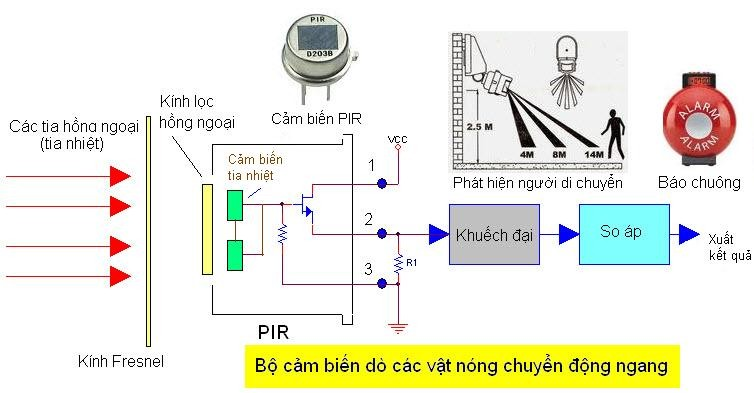 PIR
D203B
Cảm biến PIR
Kính lọc
hồng ngoại
Các tia hồng ngoại
(tia nhiệt)
Cảm biến
tia nhiệt
1
vcc
2
3
R1
PIR
Kính Fresnel
2.5 M
4M
8M
14M
Phát hiện người di chuyển
ALARM
ALARM
Báo chuông
Khuếch đại
So áp
Xuất
kết quả
Bộ cảm biến dò các vật nóng chuyển động ngang